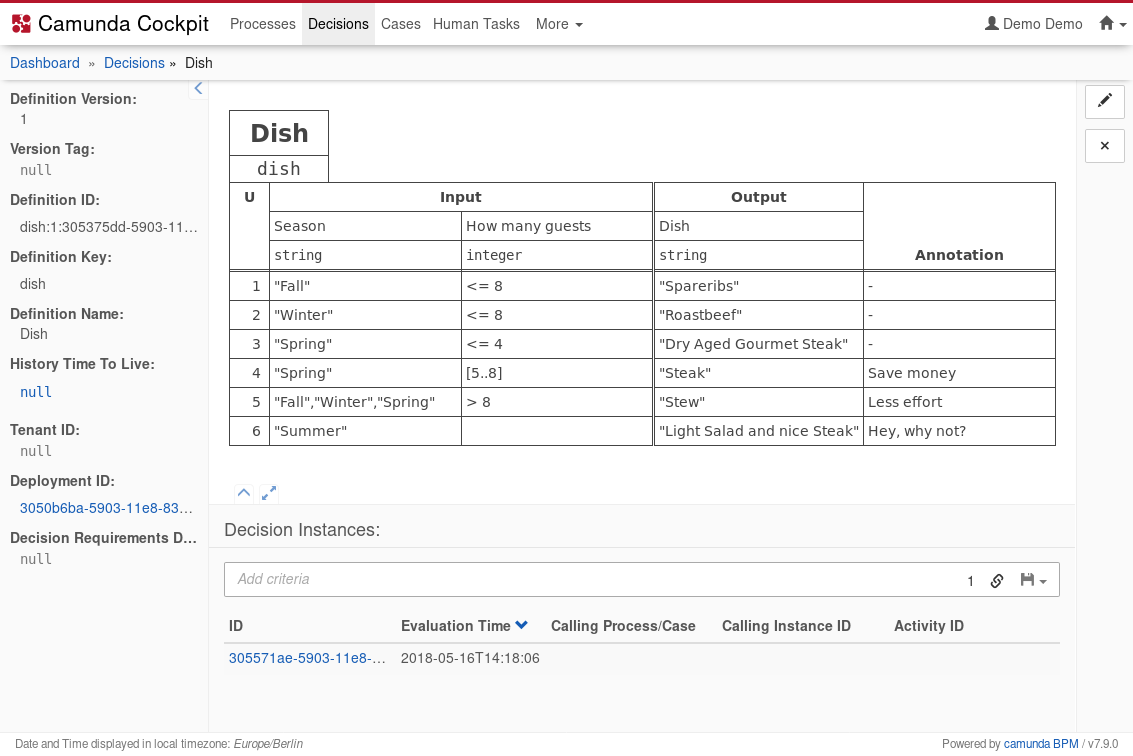 Camunda Cockpit Processes Decisions Cases Human Tasks More Demo Demo
Dashboard » Decisions » Dish
Definition Version:
1
Version Tag:
null
Definition ID:
dish:1:305375dd-5903-11...
Definition Key:
dish
Definition Name:
Dish
History Time To Live:
null
Tenant ID:
null
Deployment ID:
3050b6ba-5903-11e8-83...
Decision Requirements D...
null
Dish
dish
U Input Output Annotation
Season How many guests Dish
string integer string
1 "Fall" <= 8 "Spareribs" -
2 "Winter" <= 8 "Roastbeef" -
3 "Spring" <= 4 "Dry Aged Gourmet Steak" -
4 "Spring" [5..8] "Steak" Save money
5 "Fall","Winter","Spring" > 8 "Stew" Less effort
6 "Summer" "Light Salad and nice Steak" Hey, why not?
Decision Instances:
Add criteria 1
ID Evaluation Time Calling Process/Case Calling Instance ID Activity ID
305571ae-5903-11e8-... 2018-05-16T14:18:06
Date and Time displayed in local timezone: Europe/Berlin Powered by camunda BPM / v7.9.0